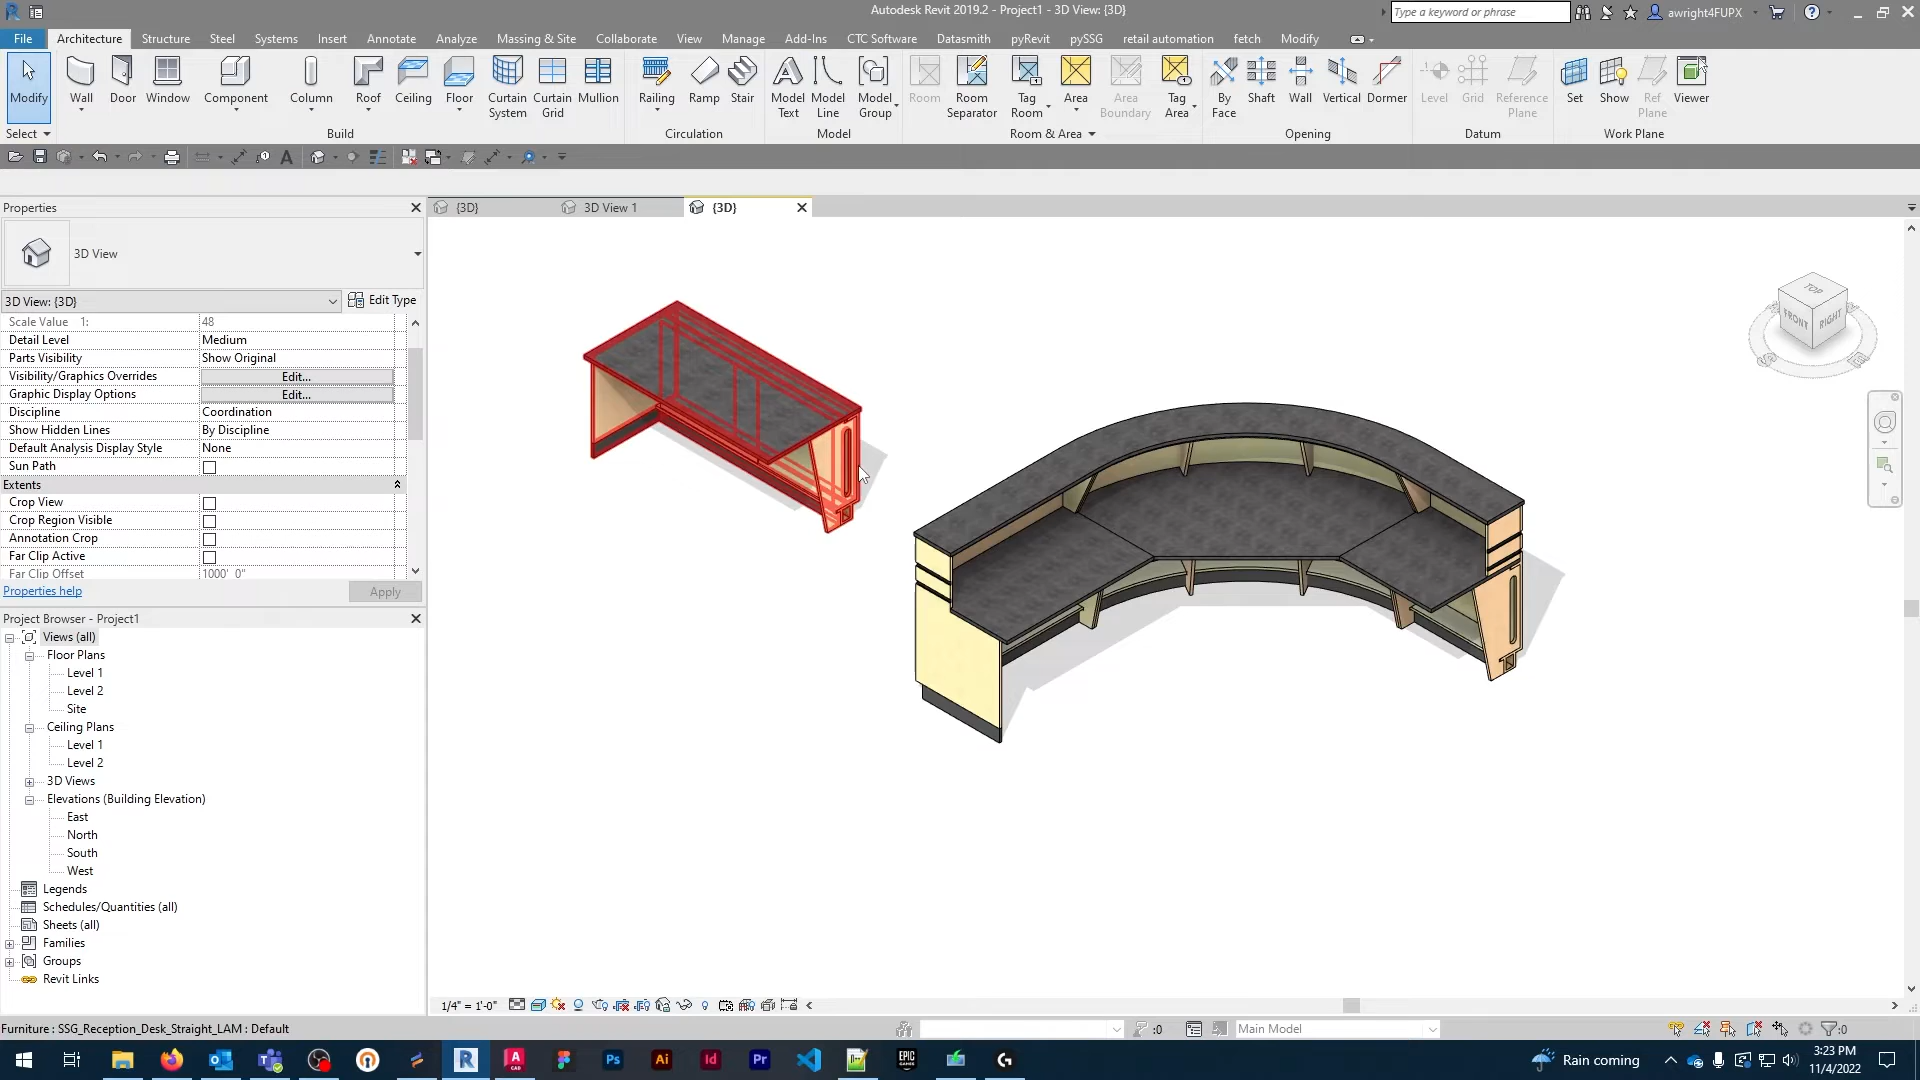 Autodesk Revit 2019.2 - Project1 - 3D View: {3D}
Type a keyword or phrase
awright4FUPX
File Architecture Structure Steel Systems Insert Annotate Analyze Massing & Site Collaborate View Manage Add-Ins CTC Software Datasmith pyRevit pySSG retail automation fetch Modify
Modify Wall Door Window Component Column Roof Ceiling Floor Curtain System Curtain Grid Mullion Railing Ramp Stair Model Text Model Line Model Group Room Room Separator Tag Room Area Area Boundary Tag Area By Face Shaft Wall Vertical Dormer Level Grid Reference Plane Set Show Ref Plane Viewer
Select Build Circulation Model Room & Area Opening Datum Work Plane
Properties
{3D} 3D View 1 {3D}
3D View
3D View: {3D} Edit Type
Scale Value 1: 48
Detail Level Medium
Parts Visibility Show Original
Visibility/Graphics Overrides Edit...
Graphic Display Options Edit...
Discipline Coordination
Show Hidden Lines By Discipline
Default Analysis Display Style None
Sun Path
Extents
Crop View
Crop Region Visible
Annotation Crop
Far Clip Active
Far Clip Offset 1000' 0"
Properties help Apply
Project Browser - Project1
Views (all)
Floor Plans
Level 1
Level 2
Site
Ceiling Plans
Level 1
Level 2
3D Views
Elevations (Building Elevation)
East
North
South
West
Legends
Schedules/Quantities (all)
Sheets (all)
Families
Groups
Revit Links
TOP
FRONT RIGHT
1/4" = 1'-0"
Furniture : SSG_Reception_Desk_Straight_LAM : Default
:0
Main Model
:0
Rain coming
3:23 PM
11/4/2022